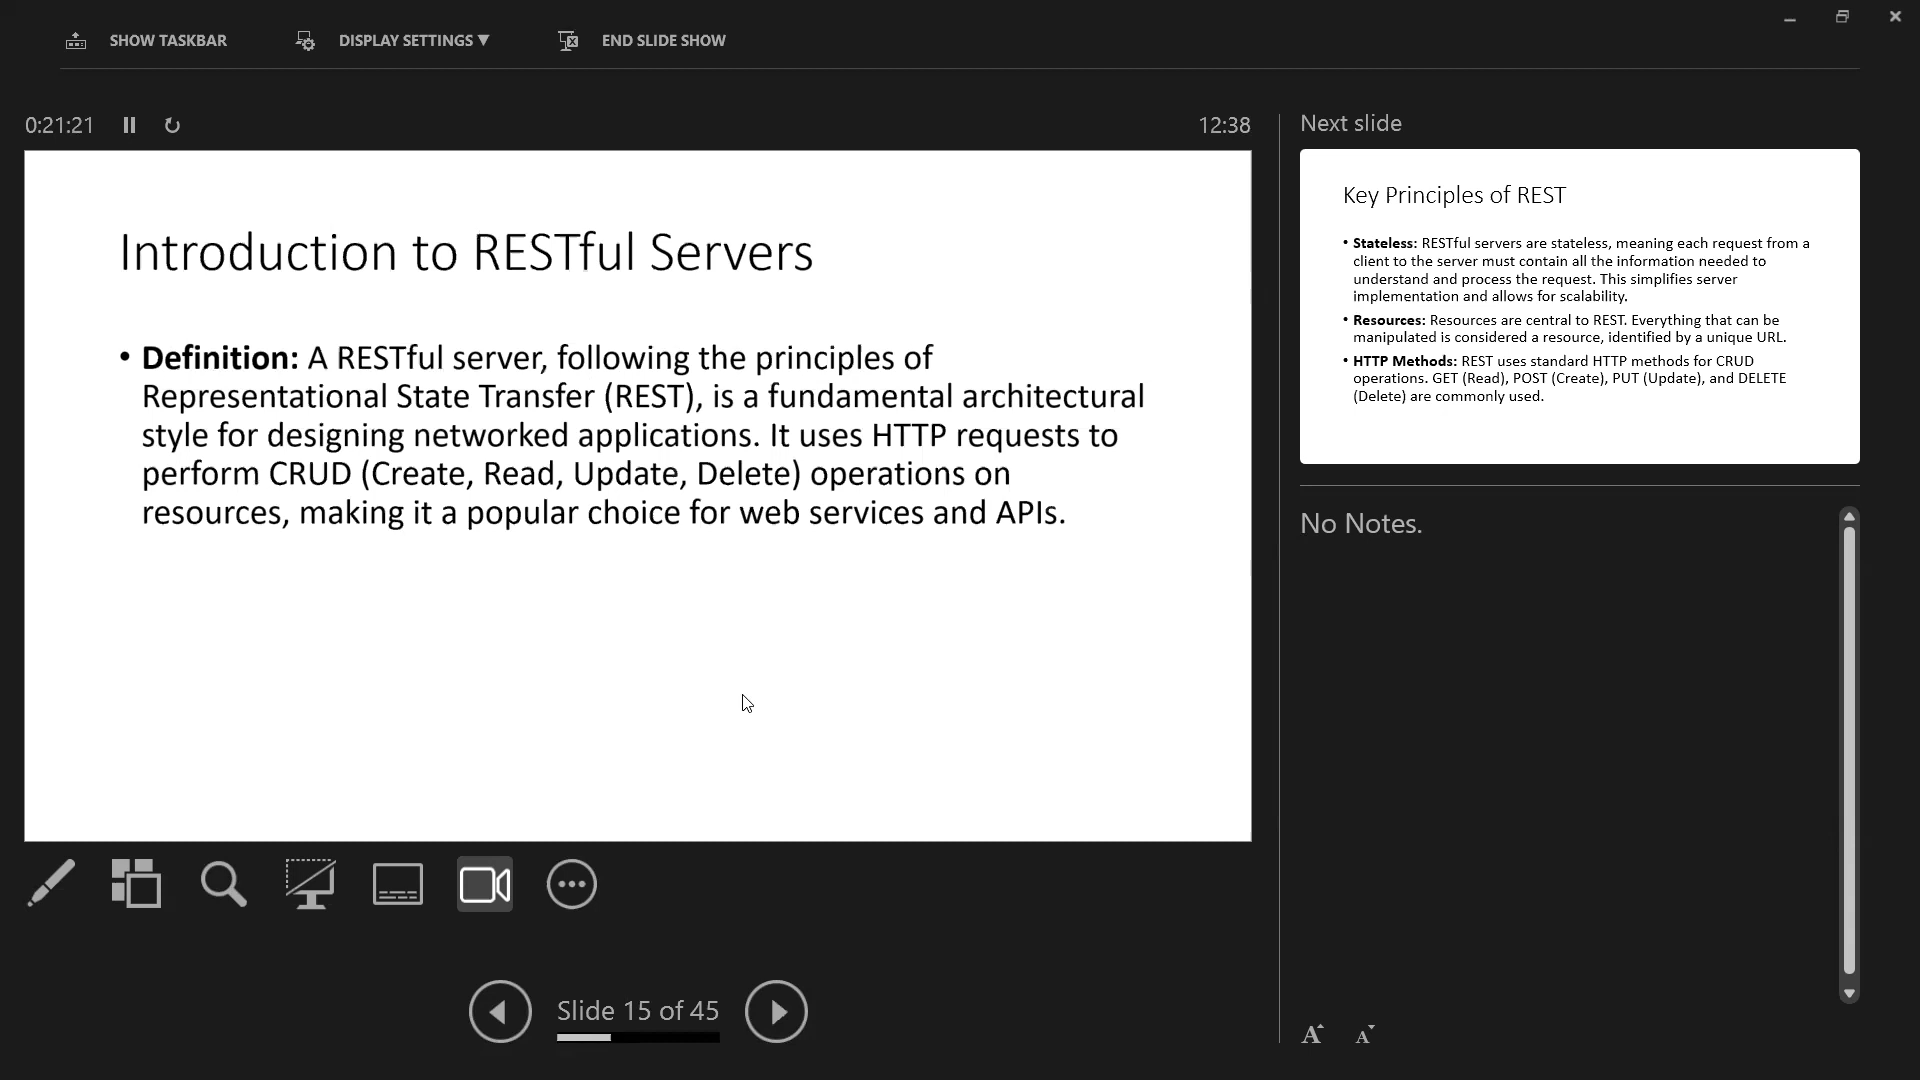 SHOW TASKBAR
DISPLAY SETTINGS ▼
END SLIDE SHOW
0:21:21
12:38
Introduction to RESTful Servers
• Definition: A RESTful server, following the principles of
Representational State Transfer (REST), is a fundamental architectural
style for designing networked applications. It uses HTTP requests to
perform CRUD (Create, Read, Update, Delete) operations on
resources, making it a popular choice for web services and APIs.
Slide 15 of 45
Next slide
Key Principles of REST
• Stateless: RESTful servers are stateless, meaning each request from a
client to the server must contain all the information needed to
understand and process the request. This simplifies server
implementation and allows for scalability.
• Resources: Resources are central to REST. Everything that can be
manipulated is considered a resource, identified by a unique URL.
• HTTP Methods: REST uses standard HTTP methods for CRUD
operations. GET (Read), POST (Create), PUT (Update), and DELETE
(Delete) are commonly used.
No Notes.
A A